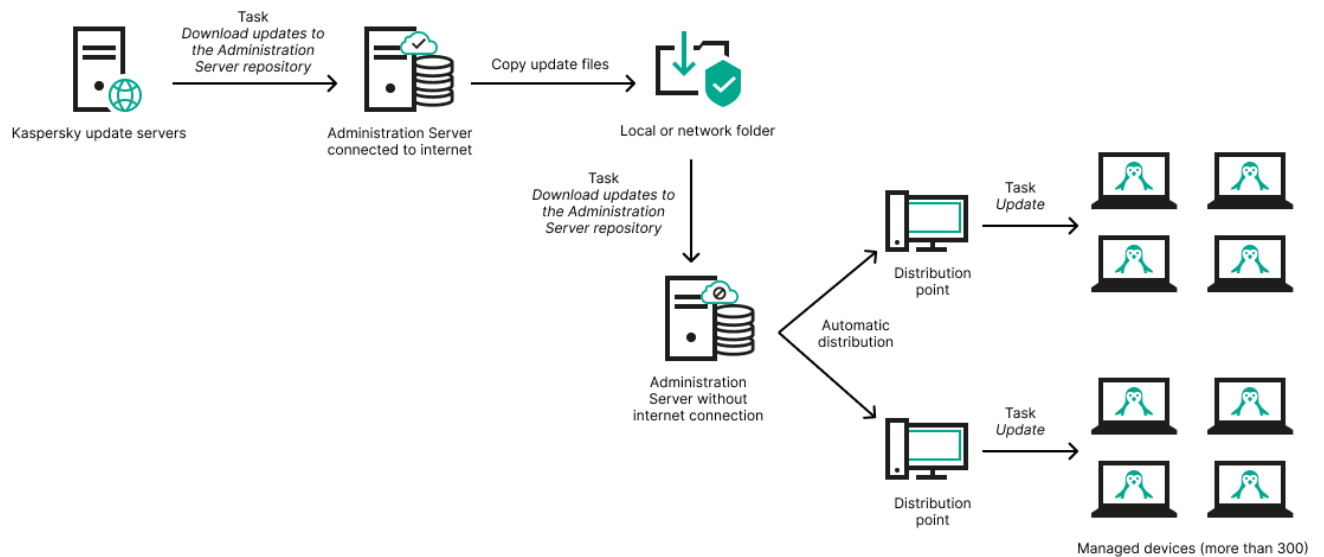 Task
Download updates to
the Administration
Server repository
Kaspersky update servers
Administration Server
connected to internet
Copy update files
Local or network folder
Task
Download updates to
the Administration
Server repository
Administration
Server without
internet connection
Automatic
distribution
Distribution
point
Task
Update
Distribution
point
Task
Update
Managed devices (more than 300)